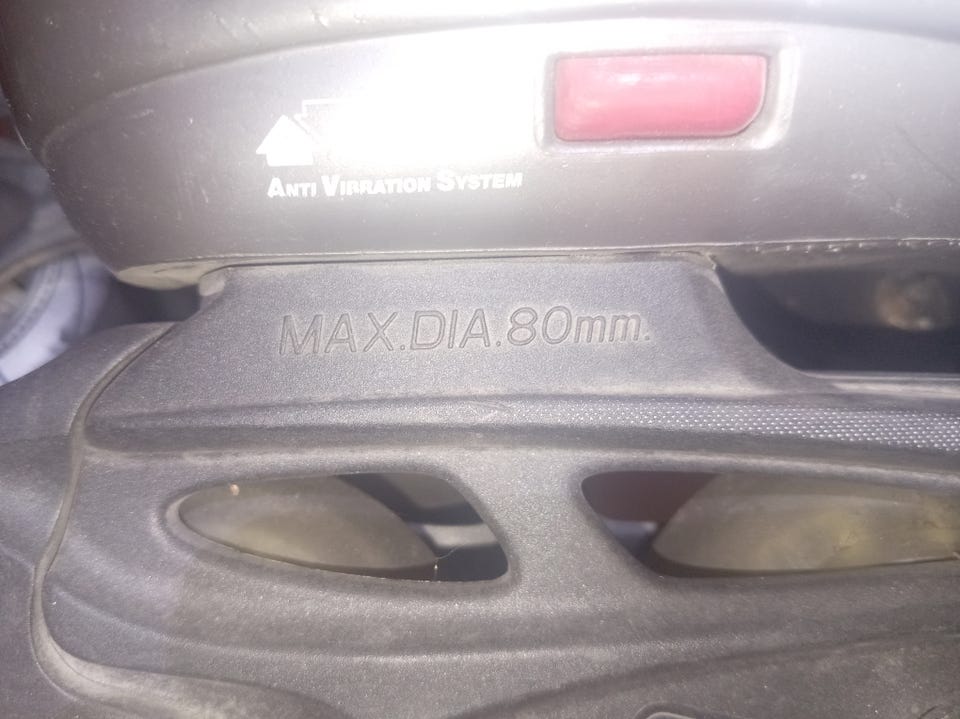 ANTI VIBRATION SYSTEM
MAX.DIA.80mm.